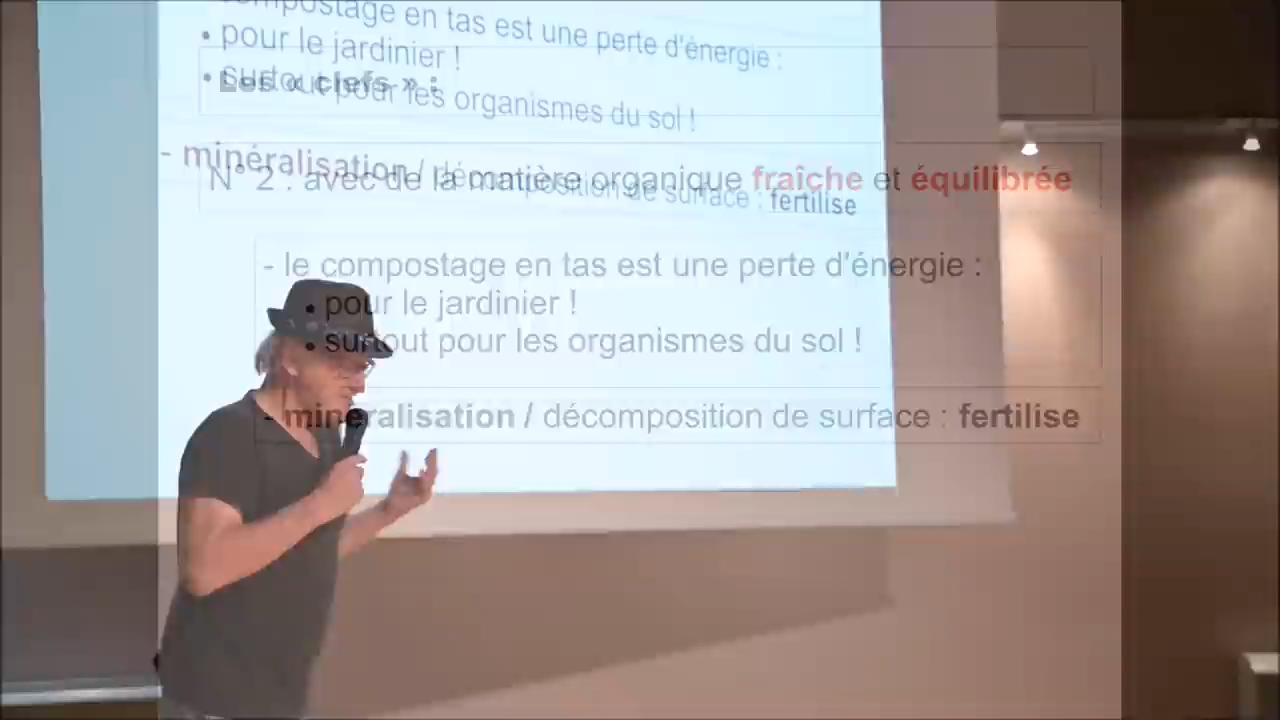 compostage en tas est une perte d'énergie :
• pour le jardinier !
• surtout pour les organismes du sol !
- minéralisation / décomposition de surface : fertilise
Les « clefs » :
N° 2 : avec de la matière organique fraîche et équilibrée
- le compostage en tas est une perte d'énergie :
• pour le jardinier !
• surtout pour les organismes du sol !
- minéralisation / décomposition de surface : fertilise